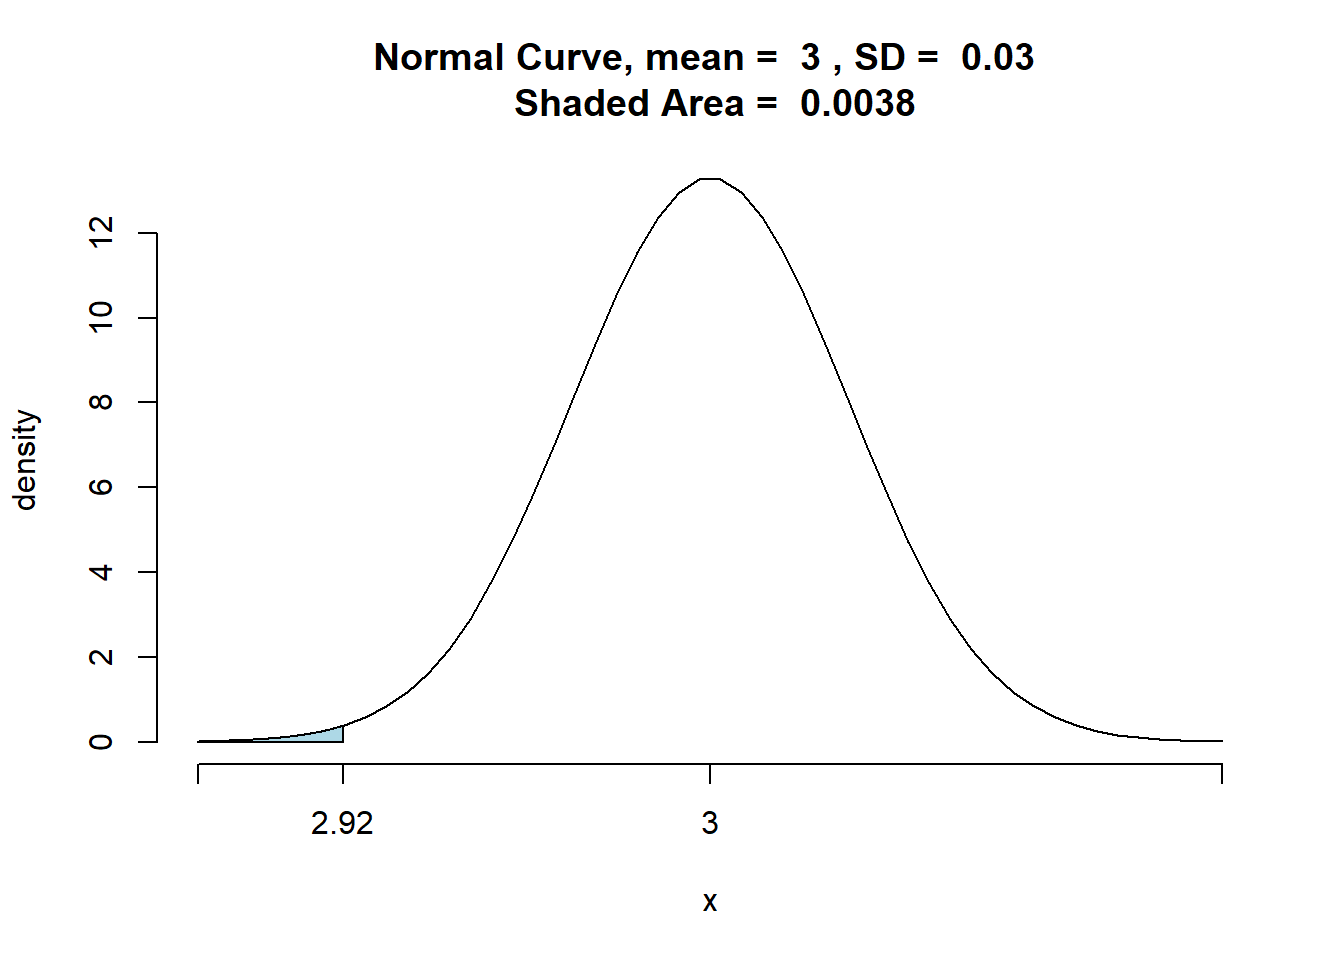 Normal Curve, mean =  3 , SD =  0.03
Shaded Area =  0.0038
density
12
10
8
6
4
2
0
2.92
3
x